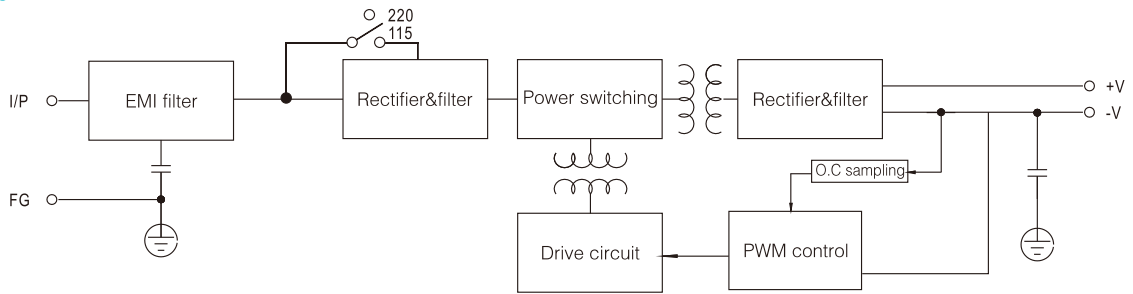 220
115
I/P
EMI filter
Rectifier&filter
Power switching
Rectifier&filter
+V
-V
O.C sampling
FG
Drive circuit
PWM control